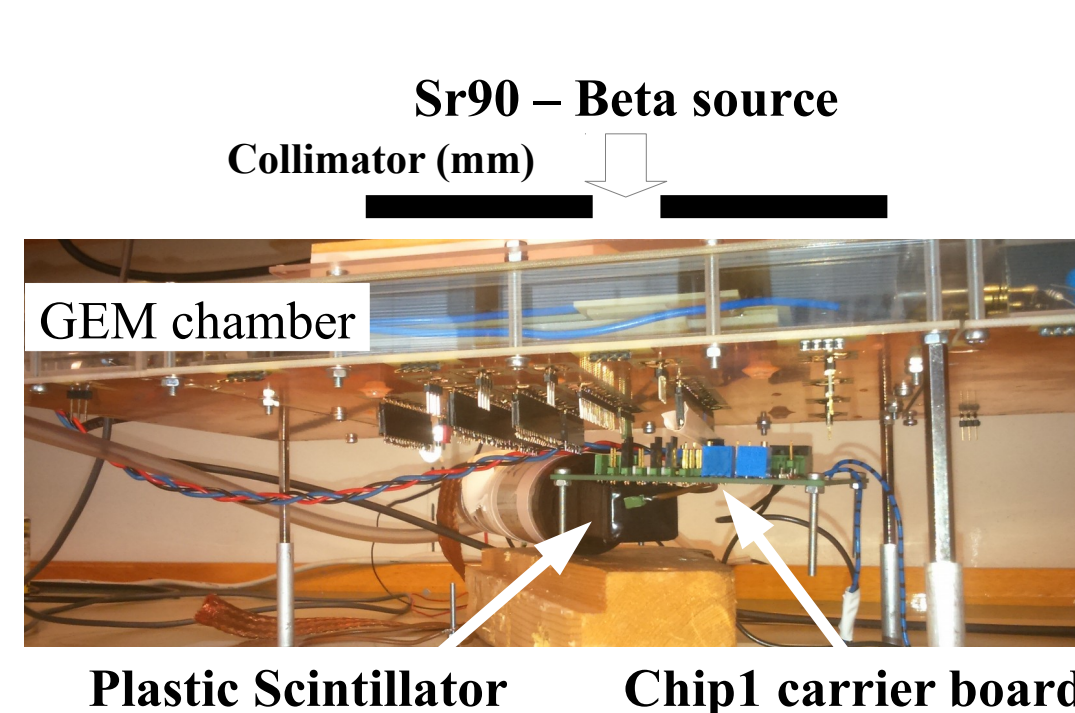 Sr90 – Beta source
Collimator (mm)
GEM chamber
Plastic Scintillator
Chip1 carrier board